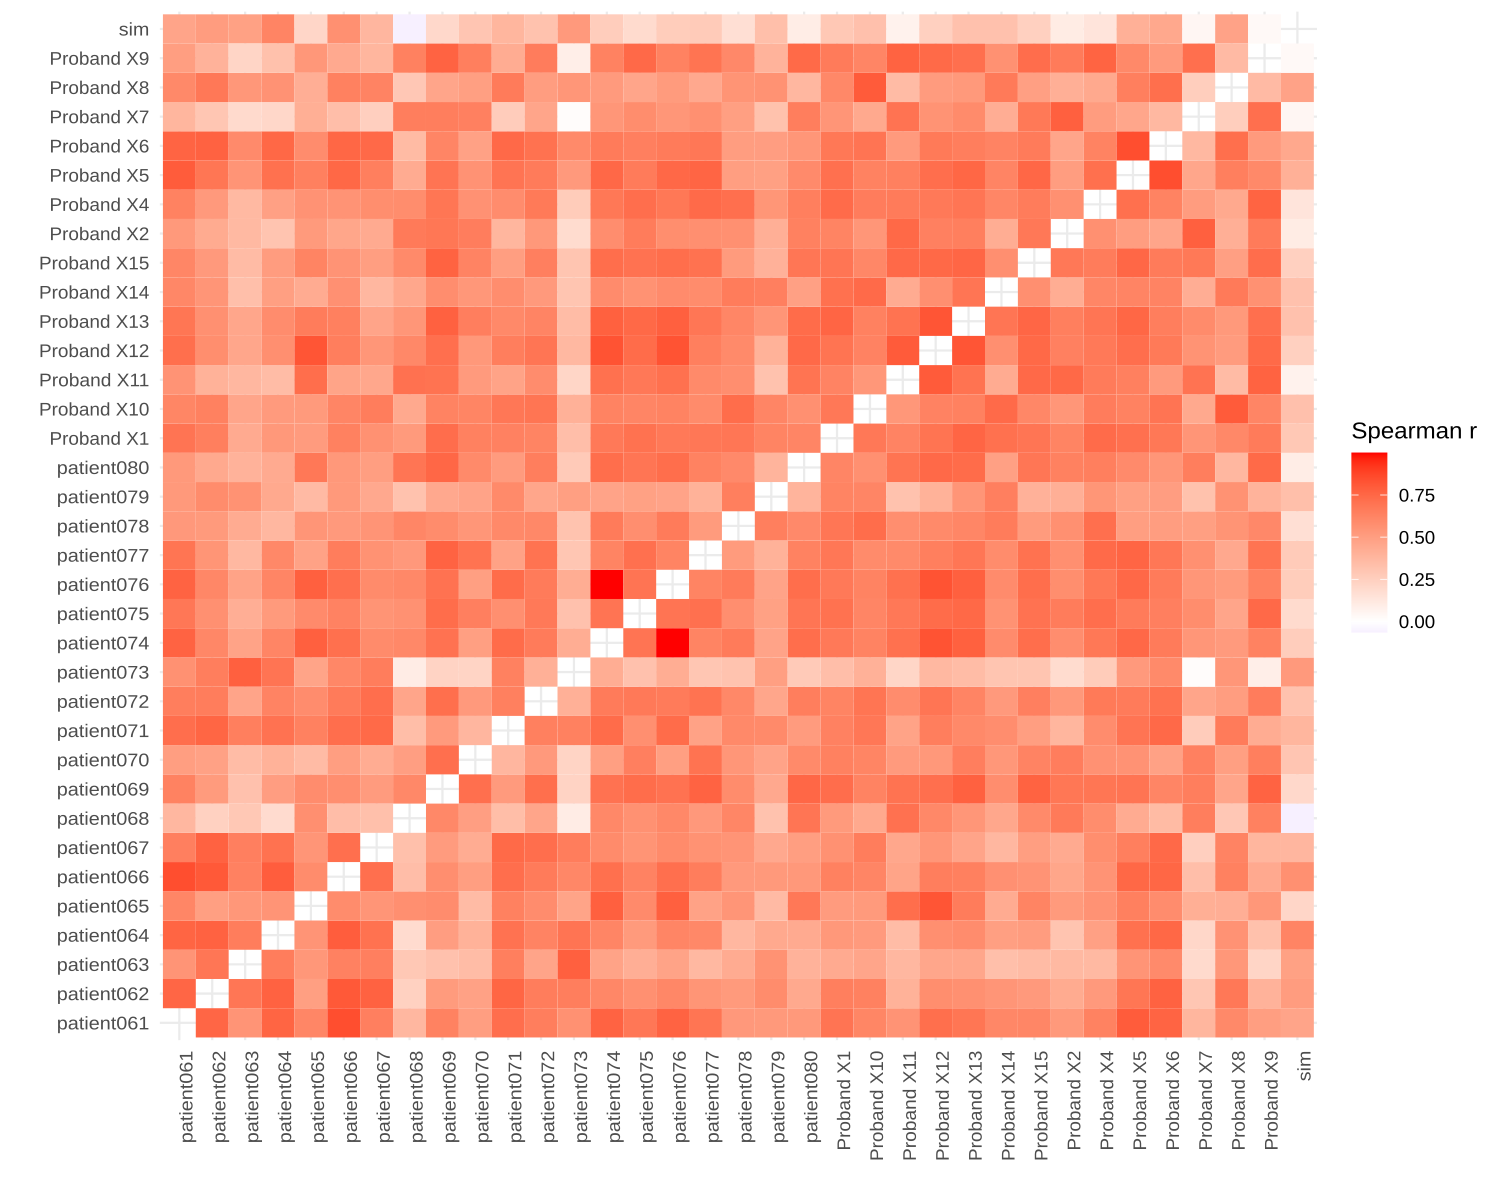 sim
Proband X9
Proband X8
Proband X7
Proband X6
Proband X5
Proband X4
Proband X2
Proband X15
Proband X14
Proband X13
Proband X12
Proband X11
Proband X10
Proband X1
patient080
patient079
patient078
patient077
patient076
patient075
patient074
patient073
patient072
patient071
patient070
patient069
patient068
patient067
patient066
patient065
patient064
patient063
patient062
patient061
patient061
patient062
patient063
patient064
patient065
patient066
patient067
patient068
patient069
patient070
patient071
patient072
patient073
patient074
patient075
patient076
patient077
patient078
patient079
patient080
Proband X1
Proband X10
Proband X11
Proband X12
Proband X13
Proband X14
Proband X15
Proband X2
Proband X4
Proband X5
Proband X6
Proband X7
Proband X8
Proband X9
sim
Spearman r
0.75
0.50
0.25
0.00